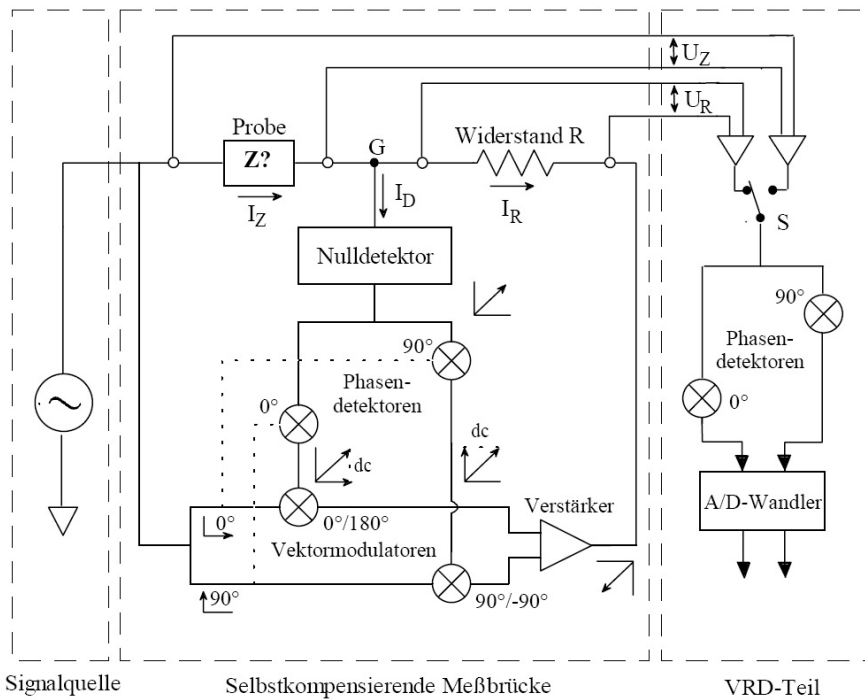 U_Z
U_R
Probe
Z?
G
Widerstand R
I_Z
I_D
I_R
S
Nulldetektor
90°
Phasen-
detektoren
0°
90°
Phasen-
detektoren
0°
dc
dc
A/D-Wandler
0°
0°/180°
Verstärker
Vektormodulatoren
90°
90°/-90°
Signalquelle
Selbstkompensierende Meßbrücke
VRD-Teil